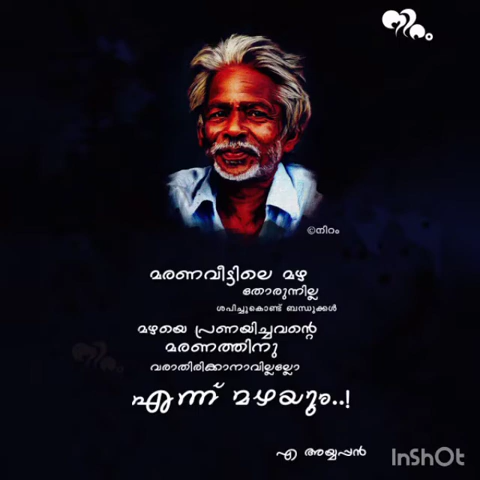 നിറം
©നിറം
മരണവീട്ടിലെ മഴ
തോരുന്നില്ല
ശപിച്ചുകൊണ്ട് ബന്ധുക്കൾ
മഴയെ പ്രണയിച്ചവന്റെ
മരണത്തിനു
വരാതിരിക്കാനാവില്ലല്ലോ
എന്ന് മഴയും..!
എ അയ്യപ്പൻ
InShOt